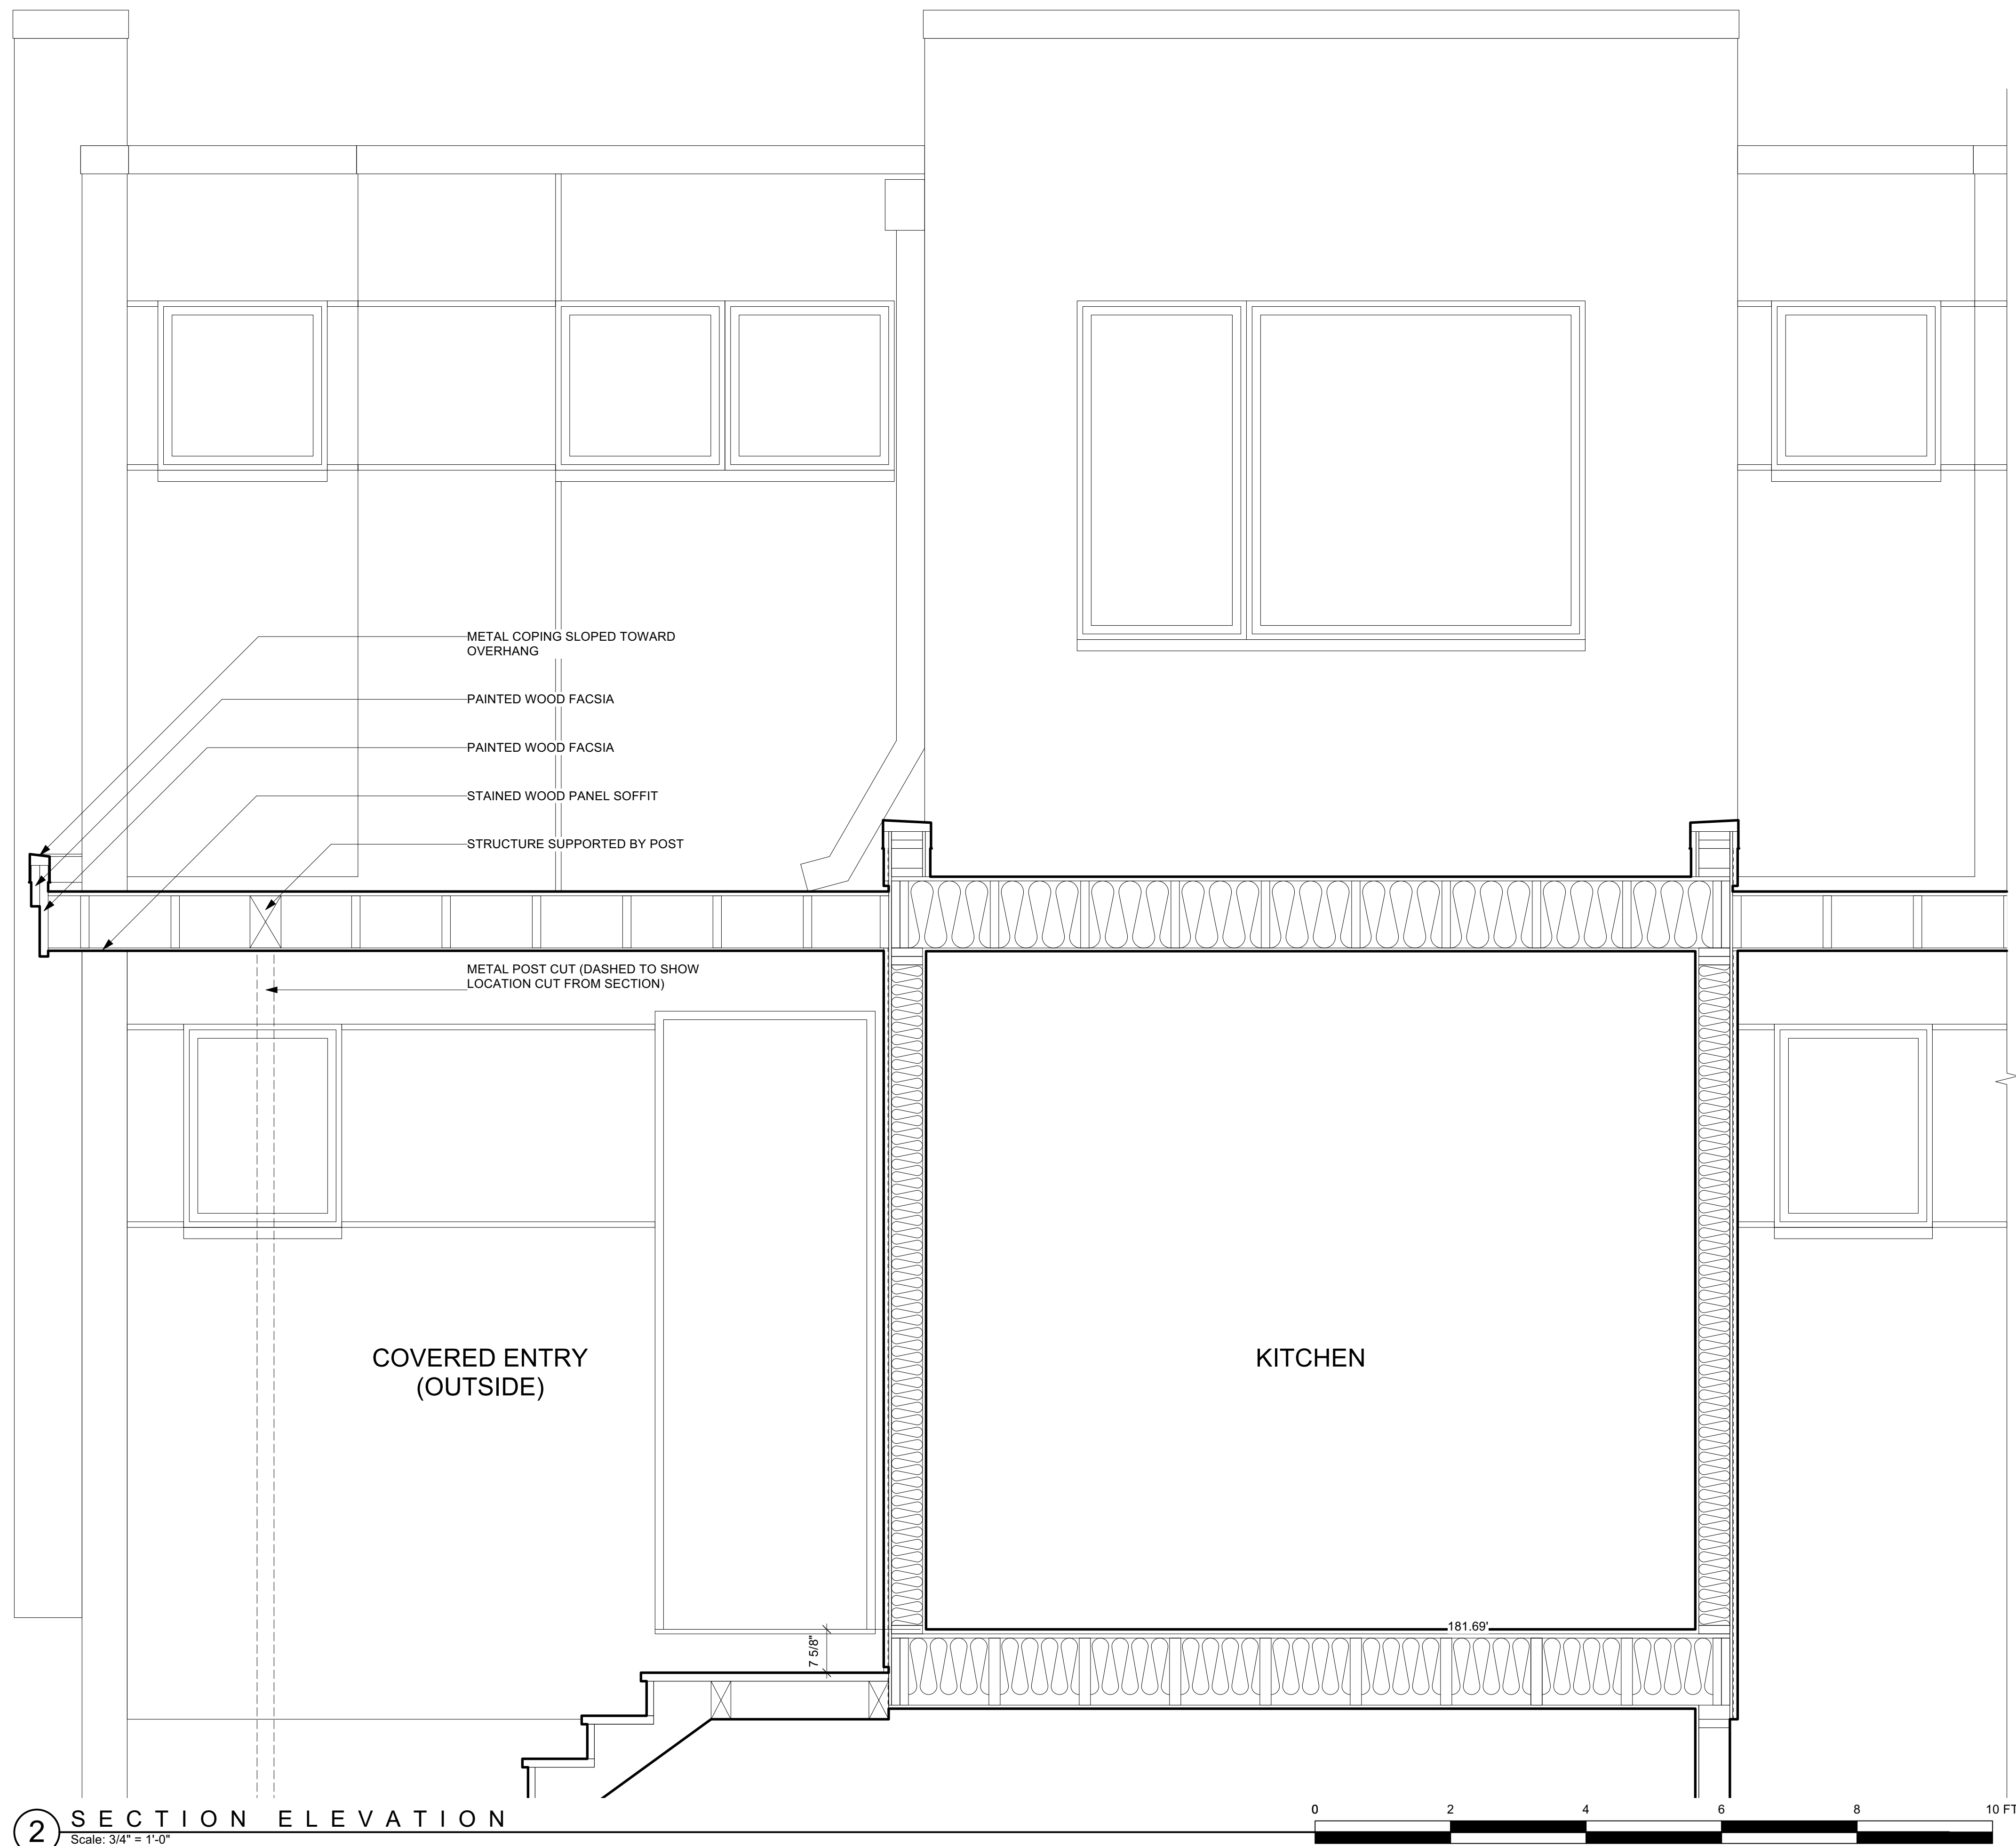 METAL COPING SLOPED TOWARD
OVERHANG
PAINTED WOOD FACSIA
PAINTED WOOD FACSIA
STAINED WOOD PANEL SOFFIT
STRUCTURE SUPPORTED BY POST
METAL POST CUT (DASHED TO SHOW
LOCATION CUT FROM SECTION)
COVERED ENTRY
(OUTSIDE)
KITCHEN
181.69'
7 5/8"
2
SECTION ELEVATION
Scale: 3/4" = 1'-0"
0 2 4 6 8 10 FT